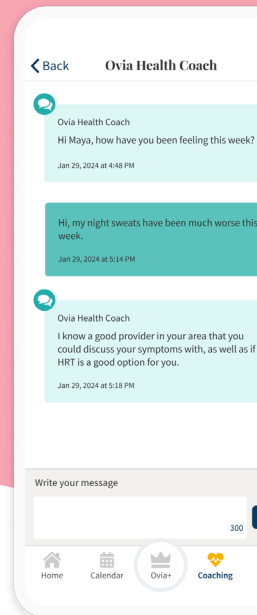 Back
Ovia Health Coach
Ovia Health Coach
Hi Maya, how have you been feeling this week?
Jan 29, 2024 at 4:48 PM
Hi, my night sweats have been much worse this
week.
Jan 29, 2024 at 5:14 PM
Ovia Health Coach
I know a good provider in your area that you
could discuss your symptoms with, as well as if
HRT is a good option for you.
Jan 29, 2024 at 5:18 PM
Write your message
300
Home Calendar Ovia+ Coaching